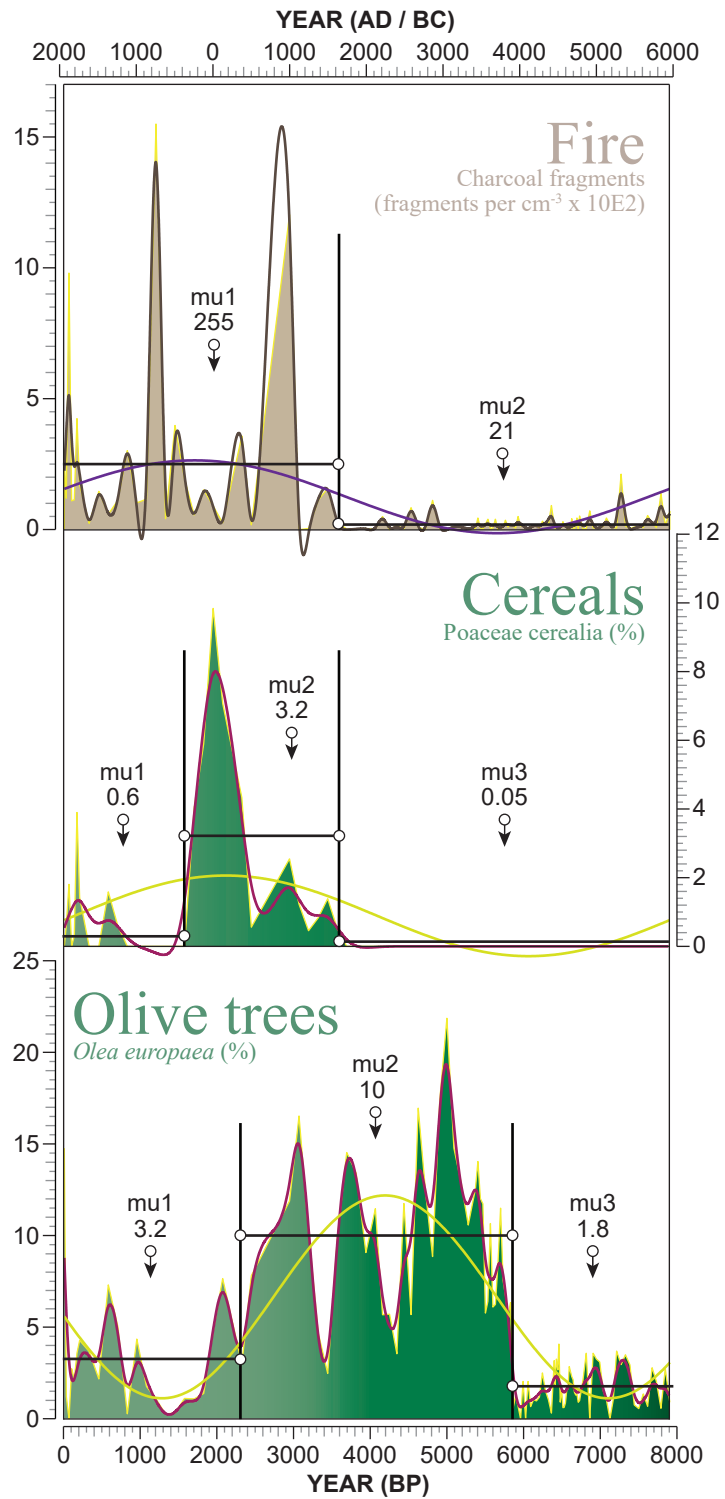 YEAR (AD / BC)
2000 1000 0 1000 2000 3000 4000 5000 6000
15
10
5
0
Fire
Charcoal fragments
(fragments per cm-3 x 10E2)
mu1
255
mu2
21
12
10
8
6
4
2
0
Cereals
Poaceae cerealia (%)
mu2
3.2
mu1
0.6
mu3
0.05
25
20
15
10
5
0
Olive trees
Olea europaea (%)
mu2
10
mu1
3.2
mu3
1.8
0 1000 2000 3000 4000 5000 6000 7000 8000
YEAR (BP)